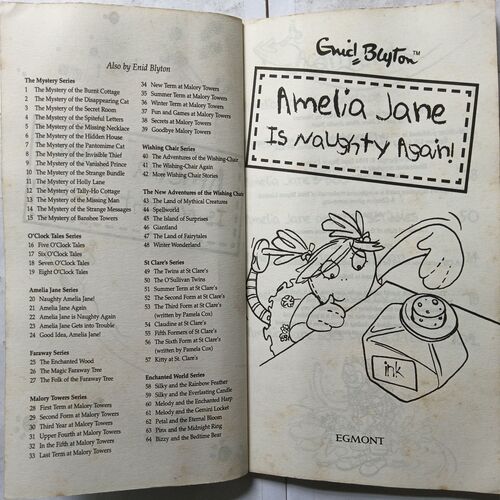 Also by Enid Blyton
The Mystery Series
1 The Mystery of the Burnt Cottage
2 The Mystery of the Disappearing Cat
3 The Mystery of the Secret Room
4 The Mystery of the Spiteful Letters
5 The Mystery of the Missing Necklace
6 The Mystery of the Hidden House
7 The Mystery of the Pantomime Cat
8 The Mystery of the Invisible Thief
9 The Mystery of the Vanished Prince
10 The Mystery of the Strange Bundle
11 The Mystery of Holly Lane
12 The Mystery of Tally-Ho Cottage
13 The Mystery of the Missing Man
14 The Mystery of the Strange Messages
15 The Mystery of Banshee Towers
O'Clock Tales Series
16 Five O'Clock Tales
17 Six O'Clock Tales
18 Seven O'Clock Tales
19 Eight O'Clock Tales
Amelia Jane Series
20 Naughty Amelia Jane!
21 Amelia Jane Again
22 Amelia Jane is Naughty Again
23 Amelia Jane Gets into Trouble
24 Good Idea, Amelia Jane!
Faraway Series
25 The Enchanted Wood
26 The Magic Faraway Tree
27 The Folk of the Faraway Tree
Malory Towers Series
28 First Term at Malory Towers
29 Second Form at Malory Towers
30 Third Year at Malory Towers
31 Upper Fourth at Malory Towers
32 In the Fifth at Malory Towers
33 Last Term at Malory Towers
34 New Term at Malory Towers
35 Summer Term at Malory Towers
36 Winter Term at Malory Towers
37 Fun and Games at Malory Towers
38 Secrets at Malory Towers
39 Goodbye Malory Towers
Wishing Chair Series
40 The Adventures of the Wishing-Chair
41 The Wishing-Chair Again
42 More Wishing-Chair Stories
The New Adventures of the Wishing Chair
43 The Land of Mythical Creatures
44 Spellworld
45 The Island of Surprises
46 Giantland
47 The Land of Fairytales
48 Winter Wonderland
St Clare's Series
49 The Twins at St Clare's
50 The O'Sullivan Twins
51 Summer Term at St Clare's
52 The Second Form at St Clare's
53 The Third Form at St Clare's
(written by Pamela Cox)
54 Claudine at St Clare's
55 Fifth Formers of St Clare's
56 The Sixth Form at St Clare's
(written by Pamela Cox)
57 Kitty at St Clare's
Enchanted World Series
58 Silky and the Rainbow Feather
59 Silky and the Everlasting Candle
60 Melody and the Enchanted Harp
61 Melody and the Gemini Locket
62 Petal and the Eternal Bloom
63 Pinx and the Midnight Ring
64 Bizzy and the Bedtime Bear
Enid Blyton™
Amelia Jane
Is Naughty Again!
ink
EGMONT